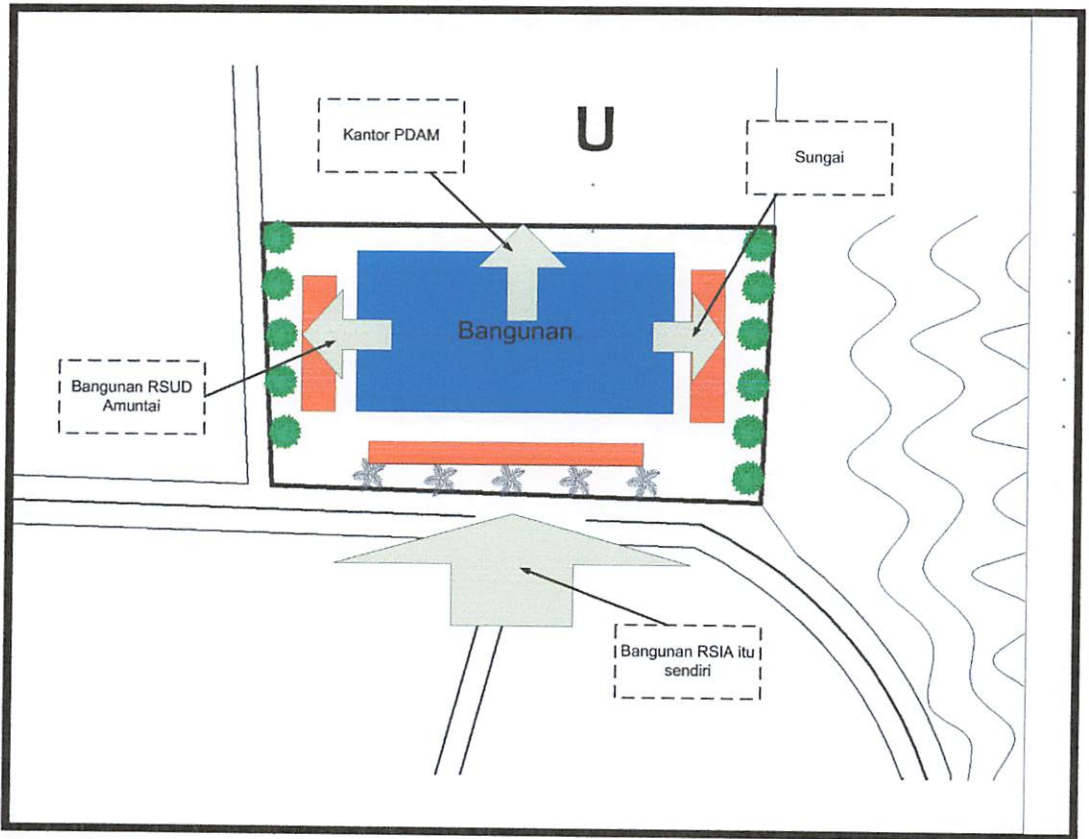 Kantor PDAM
U
Sungai
Bangunan
Bangunan RSUD
Amuntai
Bangunan RSIA itu
sendiri